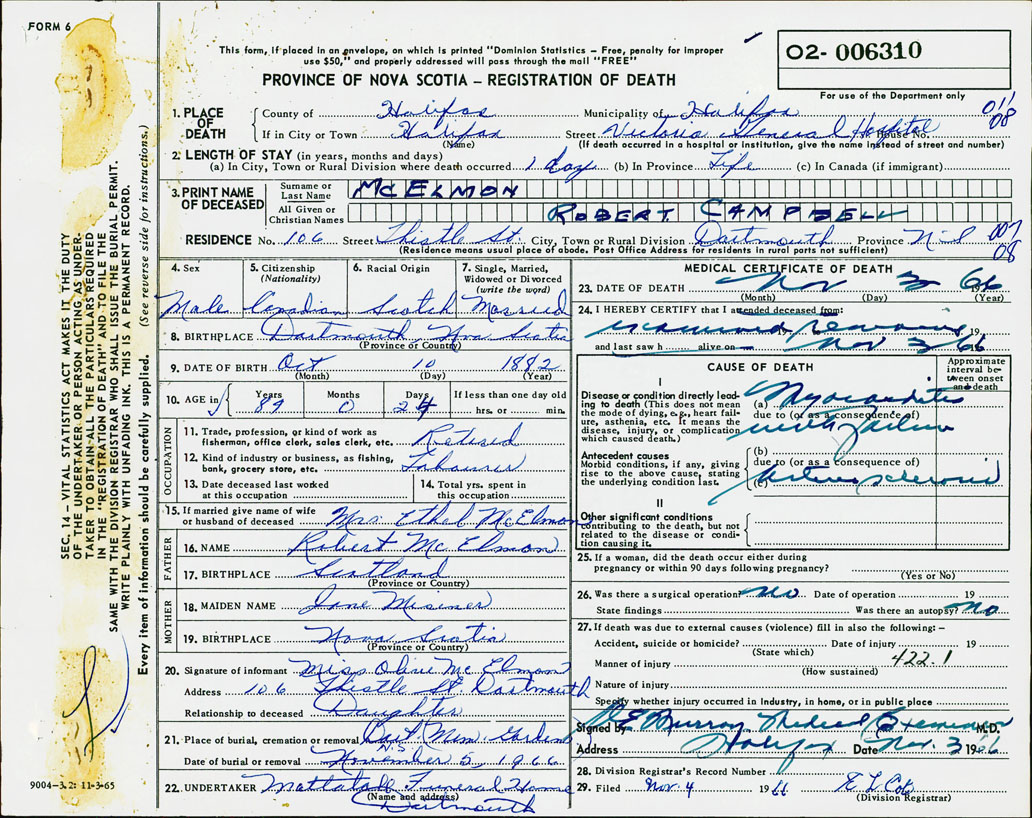 FORM 6
This form, if placed in an envelope, on which is printed "Dominion Statistics – Free, penalty for improper
use $50," and properly addressed will pass through the mail "FREE"
PROVINCE OF NOVA SCOTIA – REGISTRATION OF DEATH
O2- 006310
For use of the Department only
011
08
1. PLACE OF DEATH
County of Halifax Municipality of Halifax
If in City or Town Halifax Street Victoria General Hospital House No.
(Name) (If death occurred in a hospital or institution, give the name instead of street and number)
2. LENGTH OF STAY (in years, months and days)
(a) In City, Town or Rural Division where death occurred 1 day (b) In Province Life (c) In Canada (if immigrant)
3. PRINT NAME OF DECEASED
Surname or Last Name McELMON
All Given or Christian Names ROBERT CAMPBELL
RESIDENCE No. 106 Street Thistle St. City, Town or Rural Division Dartmouth Province N.S
007
08
(Residence means usual place of abode. Post Office Address for residents in rural parts not sufficient)
4. Sex
Male
5. Citizenship (Nationality)
Canadian
6. Racial Origin
Scotch
7. Single, Married, Widowed or Divorced (write the word)
Married
8. BIRTHPLACE Dartmouth, Nova Scotia
(Province or Country)
9. DATE OF BIRTH Oct 10 1882
(Month) (Day) (Year)
10. AGE in Years Months Days If less than one day old
0 24 hrs. or min.
OCCUPATION
11. Trade, profession, or kind of work as
fisherman, office clerk, sales clerk, etc. Retired
12. Kind of industry or business, as fishing,
bank, grocery store, etc.
13. Date deceased last worked
at this occupation
14. Total yrs. spent in
this occupation
15. If married give name of wife
or husband of deceased Mrs. Ethel McElmon
FATHER
16. NAME Robert McElmon
17. BIRTHPLACE Scotland
(Province or Country)
MOTHER
18. MAIDEN NAME Jane Misener
19. BIRTHPLACE Nova Scotia
(Province or Country)
20. Signature of informant Miss Olive McElmon
Address 106 Thistle St. Dartmouth
Relationship to deceased Daughter
21. Place of burial, cremation or removal Dart. Mem. Gardens
N.S
Date of burial or removal November 5, 1966
22. UNDERTAKER Mattatall Funeral Home
(Name and address) Dartmouth
MEDICAL CERTIFICATE OF DEATH
23. DATE OF DEATH Nov 3 1966
(Month) (Day) (Year)
24. I HEREBY CERTIFY that I attended deceased from:
examined remains 19
and last saw h alive on Nov 3/66
CAUSE OF DEATH
Approximate interval between onset and death
I
Disease or condition directly leading to death (This does not mean
the mode of dying, e.g., heart failure, asthenia, etc. It means the
disease, injury, or complication
which caused death.)
(a) Myocarditis
due to (or as a consequence of)
with failure
Antecedent causes
Morbid conditions, if any, giving
rise to the above cause, stating
the underlying condition last.
(b)
due to (or as a consequence of)
(c)
II
Other significant conditions
contributing to the death, but not
related to the disease or condition causing it.
25. If a woman, did the death occur either during
pregnancy or within 90 days following pregnancy?
(Yes or No)
26. Was there a surgical operation No Date of operation 19
State findings Was there an autopsy? No
27. If death was due to external causes (violence) fill in also the following: –
Accident, suicide or homicide? Date of injury 19
(State which)
Manner of injury 422.1
(How sustained)
Nature of injury
Specify whether injury occurred in Industry, in home, or in public place
Signed by Murray Medical Examiner M.D.
Address Halifax Date Nov. 3 1966
28. Division Registrar's Record Number
29. Filed Nov. 4 1966
(Division Registrar)
SEC. 14 – VITAL STATISTICS ACT MAKES IT THE DUTY
OF THE UNDERTAKER OR PERSON ACTING AS UNDER-
TAKER TO OBTAIN ALL THE PARTICULARS REQUIRED
IN THE "REGISTRATION OF DEATH" AND TO FILE THE
SAME WITH THE DIVISION REGISTRAR WHO SHALL ISSUE THE BURIAL PERMIT.
WRITE PLAINLY WITH UNFADING INK. THIS IS A PERMANENT RECORD.
Every item of information should be carefully supplied. (See reverse side for instructions.)
9004-3.2: 11-3-65